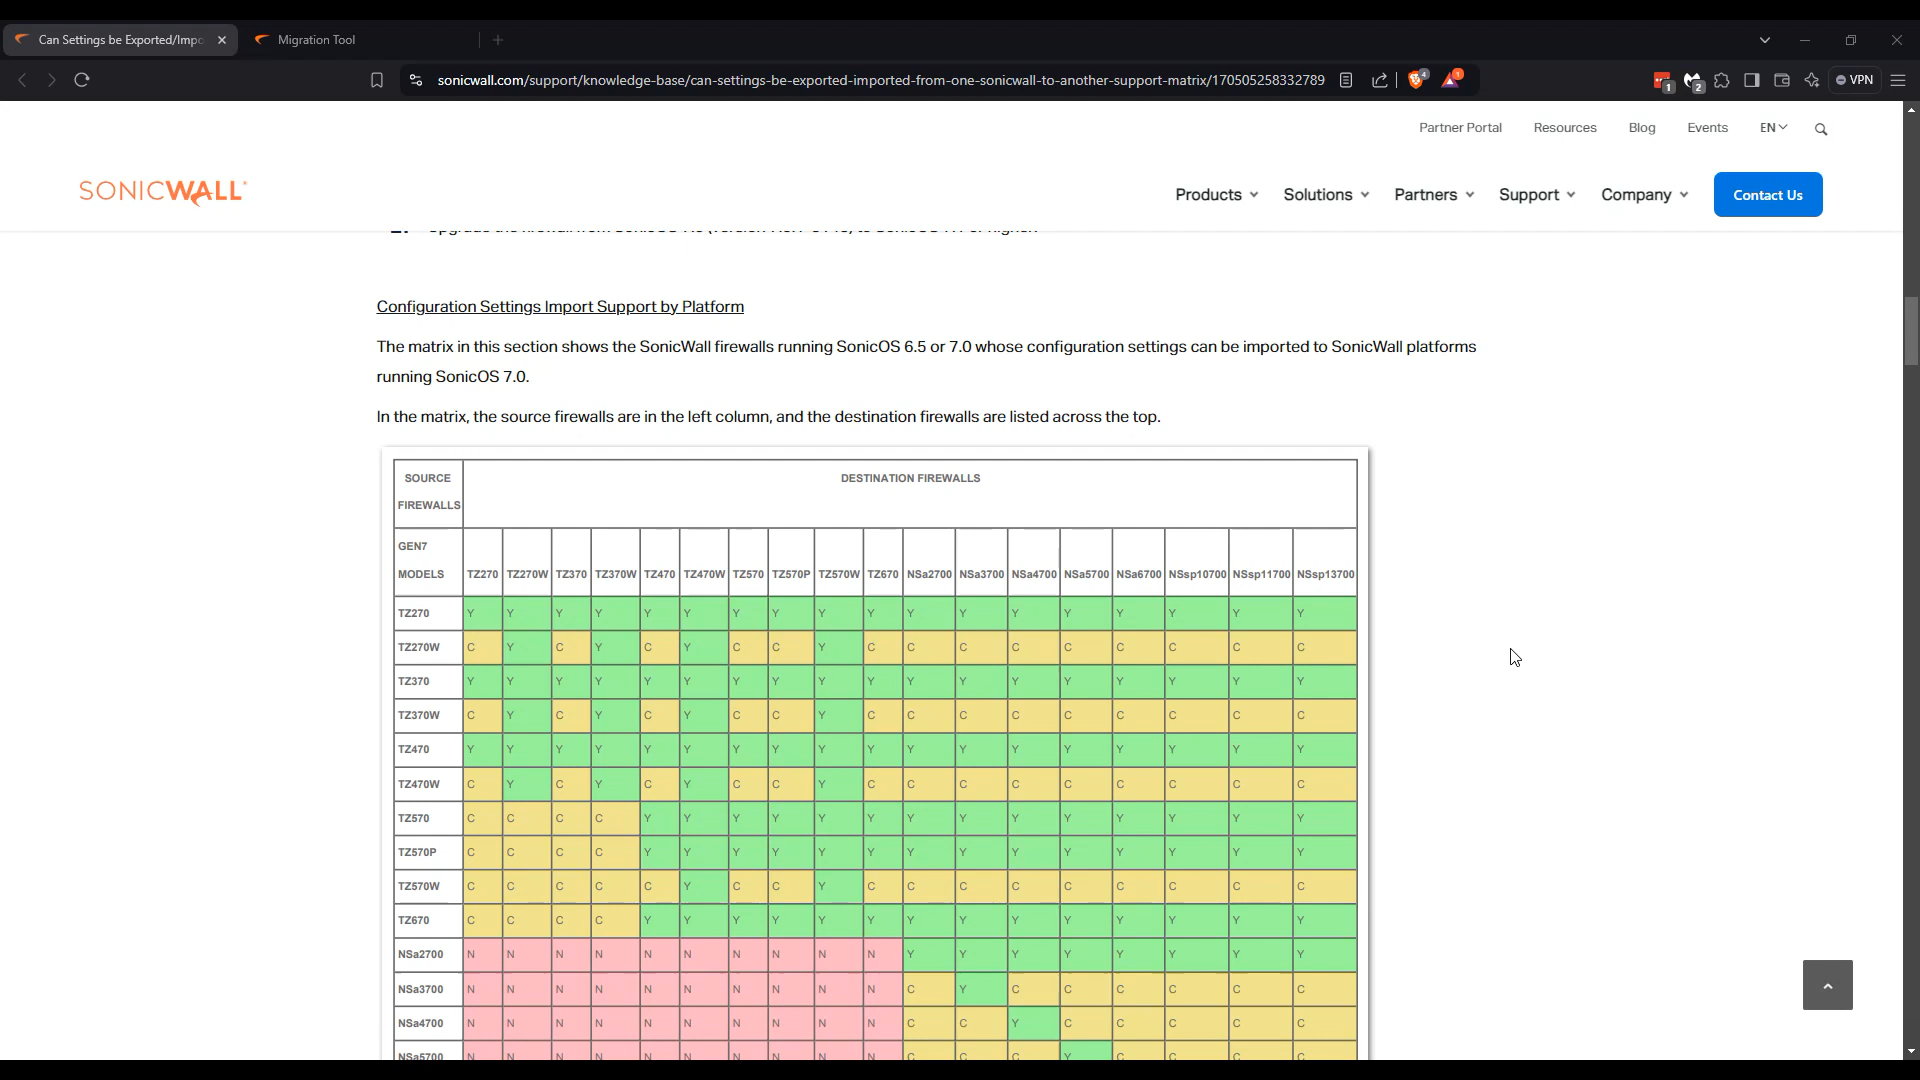 Can Settings be Exported/Impo
Migration Tool
sonicwall.com/support/knowledge-base/can-settings-be-exported-imported-from-one-sonicwall-to-another-support-matrix/170505258332789
4
1
1
2
VPN
Partner Portal
Resources
Blog
Events
EN
SONICWALL
Products
Solutions
Partners
Support
Company
Contact Us
Configuration Settings Import Support by Platform
The matrix in this section shows the SonicWall firewalls running SonicOS 6.5 or 7.0 whose configuration settings can be imported to SonicWall platforms
running SonicOS 7.0.
In the matrix, the source firewalls are in the left column, and the destination firewalls are listed across the top.
SOURCE
FIREWALLS
DESTINATION FIREWALLS
GEN7
MODELS TZ270 TZ270W TZ370 TZ370W TZ470 TZ470W TZ570 TZ570P TZ570W TZ670 NSa2700 NSa3700 NSa4700 NSa5700 NSa6700 NSsp10700 NSsp11700 NSsp13700
TZ270 Y Y Y Y Y Y Y Y Y Y Y Y Y Y Y Y Y Y
TZ270W C Y C Y C Y C C Y C C C C C C C C C
TZ370 Y Y Y Y Y Y Y Y Y Y Y Y Y Y Y Y Y Y
TZ370W C Y C Y C Y C C Y C C C C C C C C C
TZ470 Y Y Y Y Y Y Y Y Y Y Y Y Y Y Y Y Y Y
TZ470W C Y C Y C Y C C Y C C C C C C C C C
TZ570 C C C C Y Y Y Y Y Y Y Y Y Y Y Y Y Y
TZ570P C C C C Y Y Y Y Y Y Y Y Y Y Y Y Y Y
TZ570W C C C C C Y C C Y C C C C C C C C C
TZ670 C C C C Y Y Y Y Y Y Y Y Y Y Y Y Y Y
NSa2700 N N N N N N N N N N Y Y Y Y Y Y Y Y
NSa3700 N N N N N N N N N N C Y C C C C C C
NSa4700 N N N N N N N N N N C C Y C C C C C
NSa5700 N N N N N N N N N N C C C Y C C C C